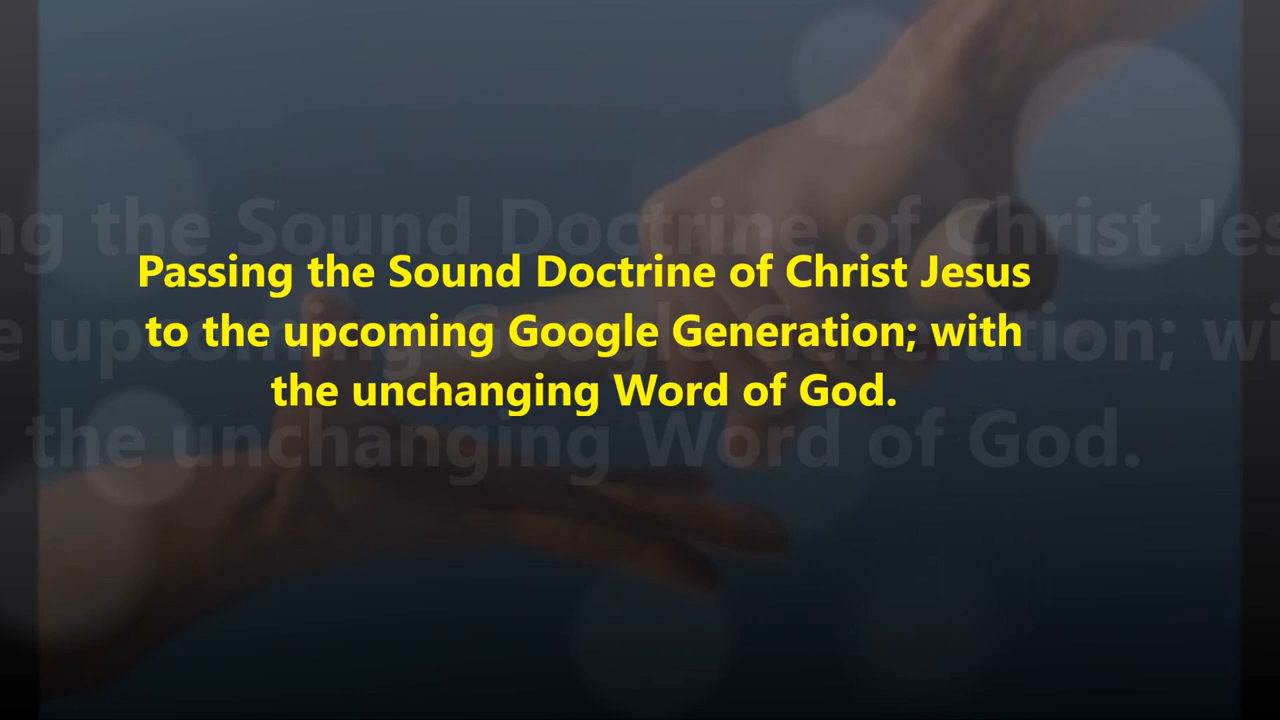 Passing the Sound Doctrine of Christ Jesus
to the upcoming Google Generation; with
the unchanging Word of God.